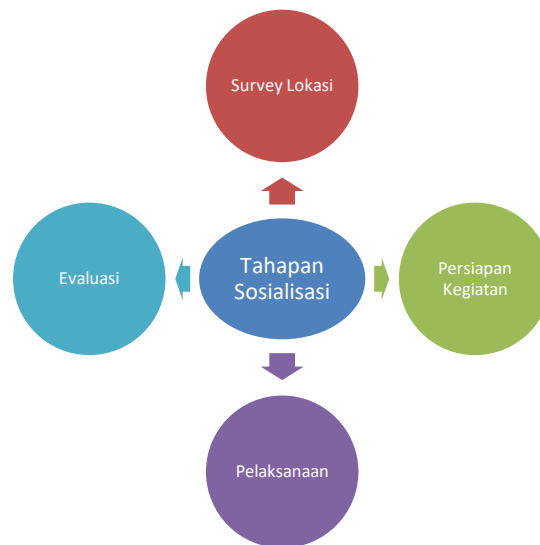 Survey Lokasi
Evaluasi
Tahapan
Sosialisasi
Persiapan
Kegiatan
Pelaksanaan